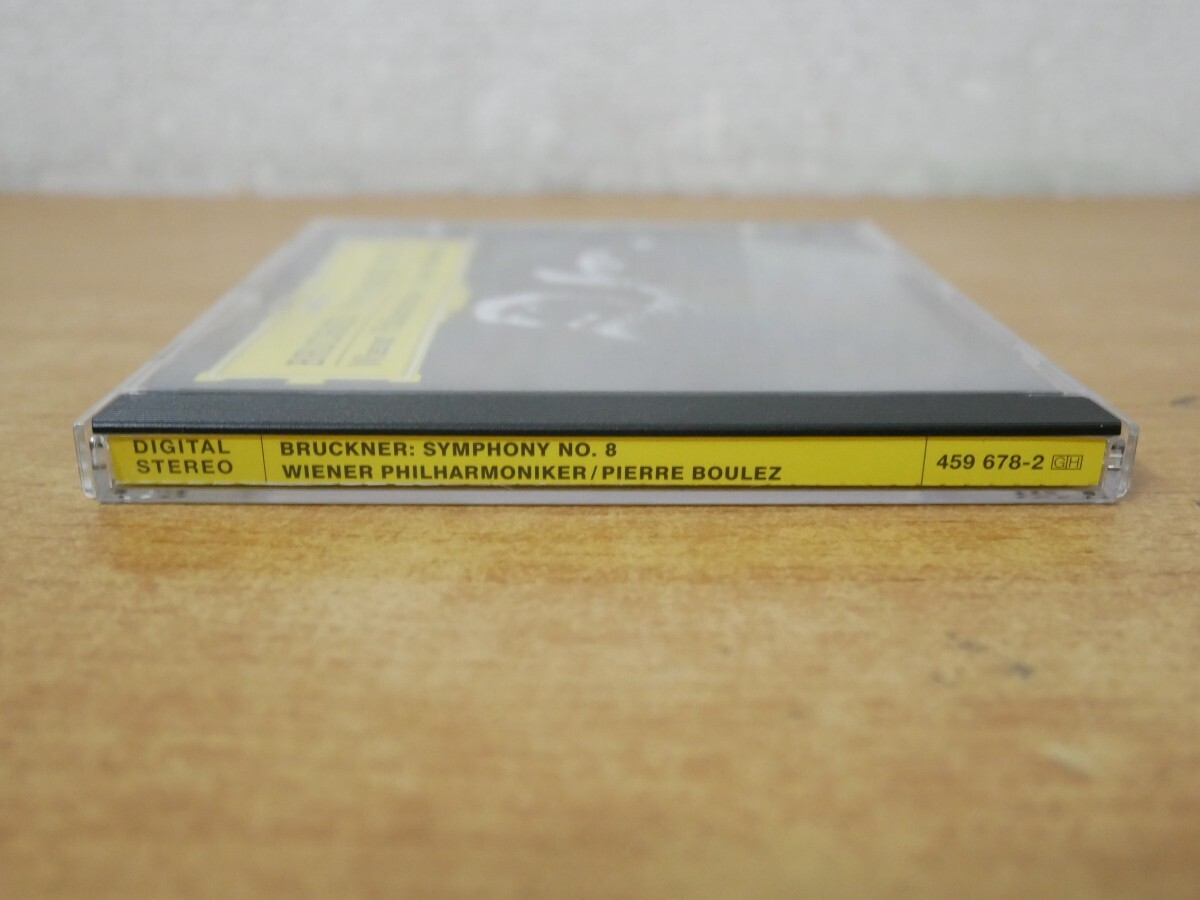 DIGITAL
STEREO
BRUCKNER: SYMPHONY NO. 8
WIENER PHILHARMONIKER/PIERRE BOULEZ
459 678-2 GH